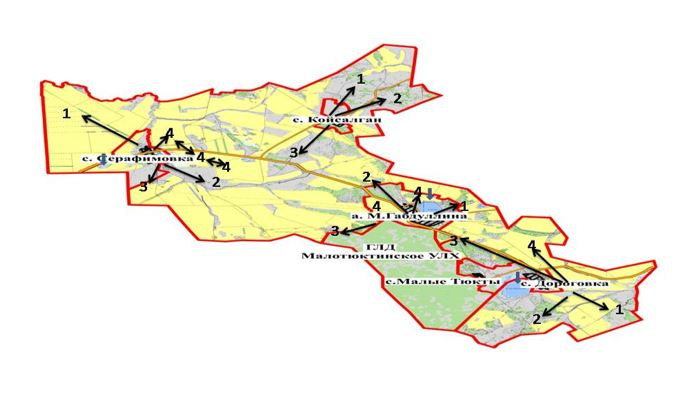 1
2
с. Койсалган
3
1
4
с. Серафимовка
4
4
3
2
2
4
4
1
а. М.Габдуллина
3
ГЛД
3
4
Малотюктинское УЛХ
с.Малые Тюкты
с. Дороговка
2
1